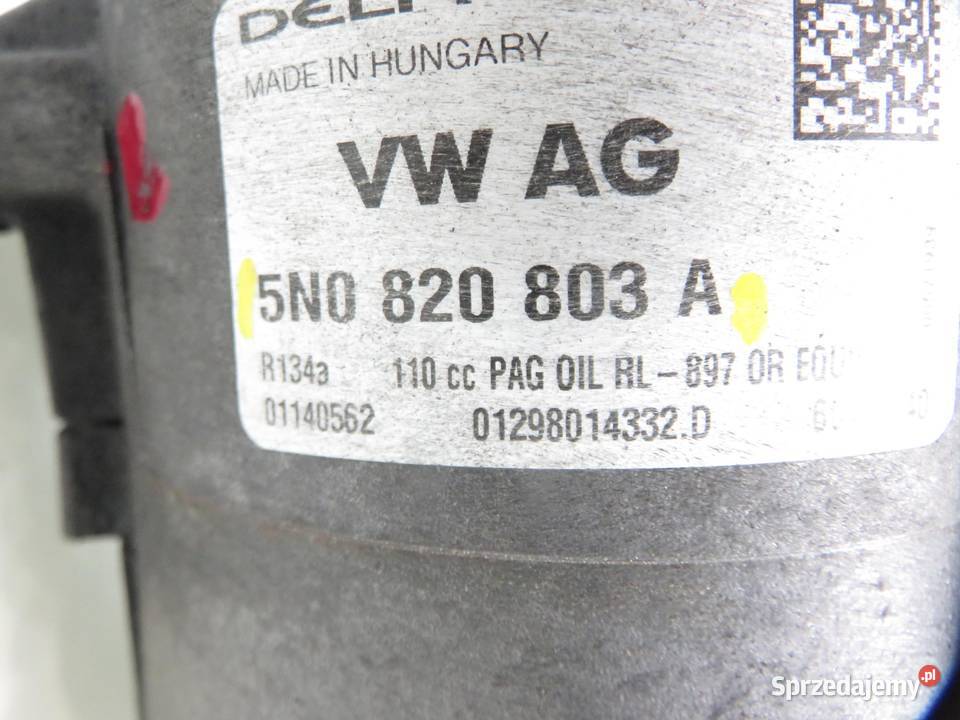 MADE IN HUNGARY
VW AG
5N0 820 803 A
R134a 110 cc PAG OIL RL-897 OR
01140562 01298014332.D
Sprzedajemy.pl